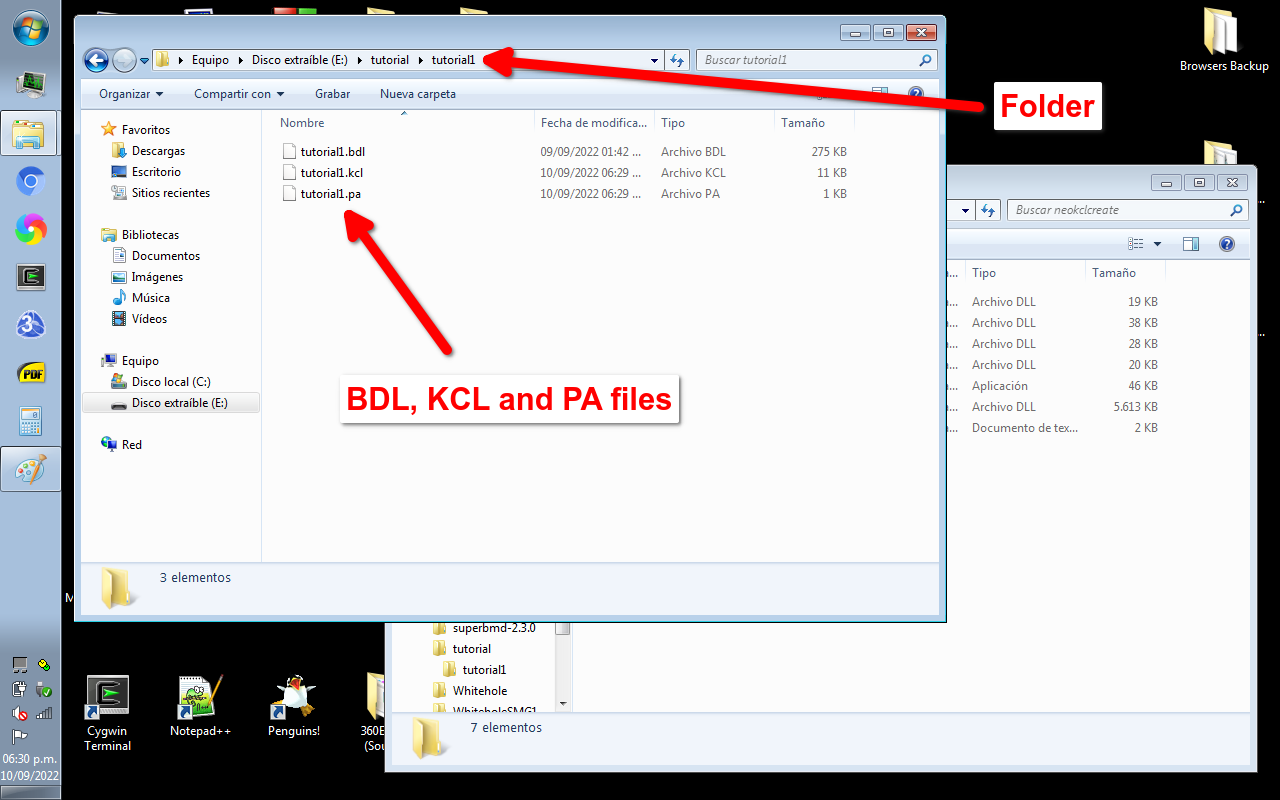 Browsers Backup
Equipo
Disco extraíble (E:)
tutorial
tutorial1
Buscar tutorial1
Folder
Organizar
Compartir con
Grabar
Nueva carpeta
Nombre
Fecha de modifica...
Tipo
Tamaño
tutorial1.bdl
09/09/2022 01:42 ...
Archivo BDL
275 KB
tutorial1.kcl
10/09/2022 06:29 ...
Archivo KCL
11 KB
tutorial1.pa
10/09/2022 06:29 ...
Archivo PA
1 KB
BDL, KCL and PA files
Favoritos
Descargas
Escritorio
Sitios recientes
Bibliotecas
Documentos
Imágenes
Música
Vídeos
Equipo
Disco local (C:)
Disco extraíble (E:)
Red
3 elementos
Buscar neokclcreate
Tipo
Tamaño
Archivo DLL
19 KB
Archivo DLL
38 KB
Archivo DLL
28 KB
Archivo DLL
20 KB
Aplicación
46 KB
Archivo DLL
5.613 KB
Documento de tex...
2 KB
superbmd-2.3.0
tutorial
tutorial1
Whitehole
WhiteholeSMG1
7 elementos
PDF
Cygwin
Terminal
Notepad++
Penguins!
06:30 p.m.
10/09/2022